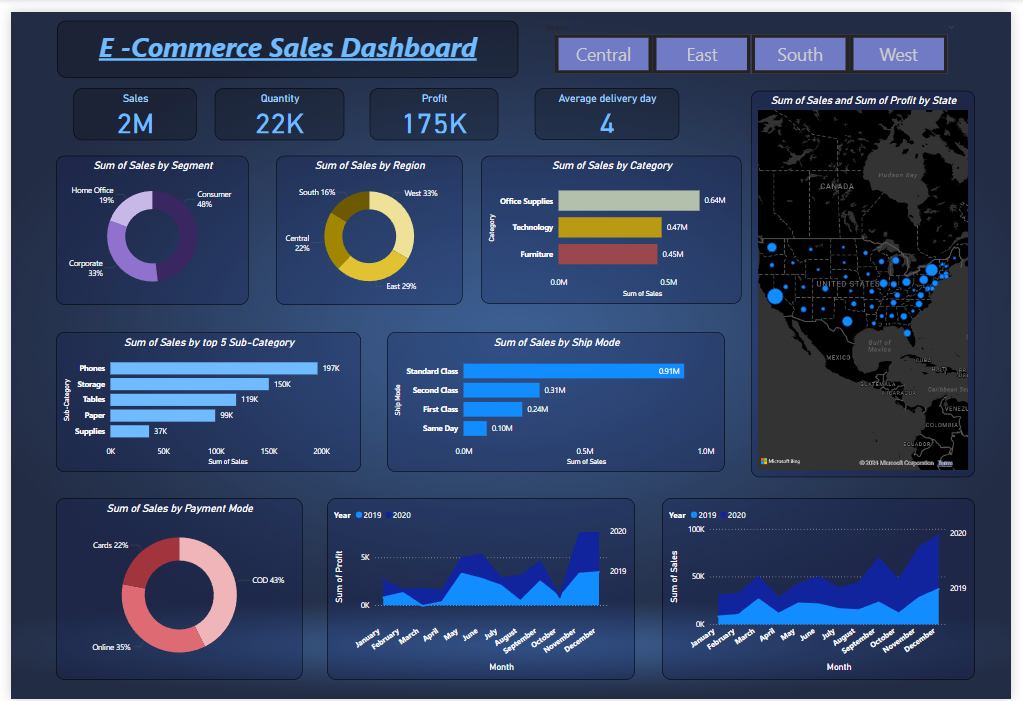 E -Commerce Sales Dashboard
Central
East
South
West
Sales
2M
Quantity
22K
Profit
175K
Average delivery day
4
Sum of Sales by Segment
Home Office
19%
Consumer
48%
Corporate
33%
Sum of Sales by Region
South 16%
West 33%
Central
22%
East 29%
Sum of Sales by Category
Category
Office Supplies
0.64M
Technology
0.47M
Furniture
0.45M
0.0M
0.5M
Sum of Sales
Sum of Sales and Sum of Profit by State
CANADA
Hudson Bay
UNITED STATES
MEXICO
Gulf of
Mexico
CUBA
GUATEMALA
NICARAGUA
Caribbean Se
VENEZU
COLOMBIA
ECUADOR
Microsoft Bing
Microsoft Corporation
Terms
Sum of Sales by top 5 Sub-Category
Sub-Category
Phones
197K
Storage
150K
Tables
119K
Paper
99K
Supplies
37K
0K
50K
100K
150K
200K
Sum of Sales
Sum of Sales by Ship Mode
Ship Mode
Standard Class
0.91M
Second Class
0.31M
First Class
0.24M
Same Day
0.10M
0.0M
0.5M
1.0M
Sum of Sales
Sum of Sales by Payment Mode
Cards 22%
COD 43%
Online 35%
Year 2019 2020
Sum of Profit
5K
0K
2020
2019
January
February
March
April
May
June
July
August
September
October
November
December
Month
Year 2019 2020
Sum of Sales
100K
50K
0K
2020
2019
January
February
March
April
May
June
July
August
September
October
November
December
Month